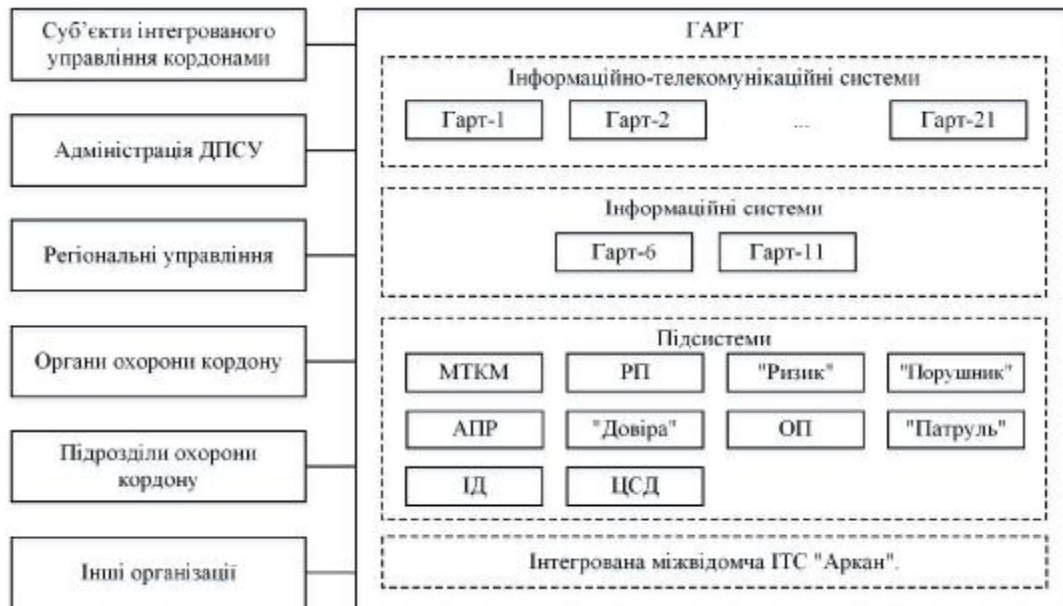 Суб’єкти інтегрованого
управління кордонами
Адміністрація ДПСУ
Регіональні управління
Органи охорони кордону
Підрозділи охорони
кордону
Інші організації
ГАРТ
Інформаційно-телекомунікаційні системи
Гарт-1 Гарт-2 ... Гарт-21
Інформаційні системи
Гарт-6 Гарт-11
Підсистеми
МТКМ РП "Ризик" "Порушник"
АПР "Довіра" ОП "Патруль"
ІД ЦСД
Інтегрована міжвідомча ІТС "Аркан".